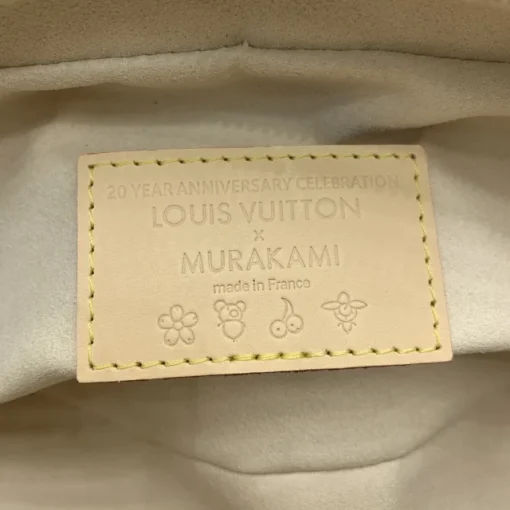 20 YEAR ANNIVERSARY CELEBRATION
LOUIS VUITTON
×
MURAKAMI
made in France